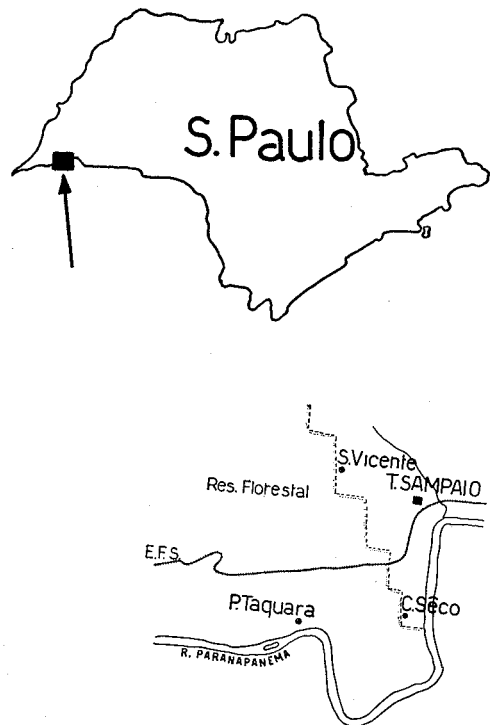 S. Paulo
S.Vicente
T.SAMPAIO
Res. Florestal
E.F.S.
P.Taquara
C.Sêco
R. PARANAPANEMA